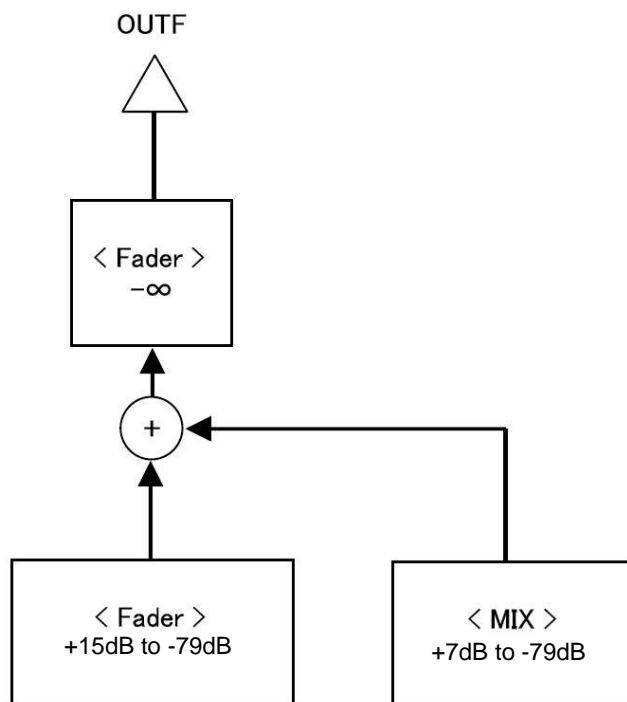 OUTF
< Fader >
-∞
+
< Fader >
+15dB to -79dB
< MIX >
+7dB to -79dB